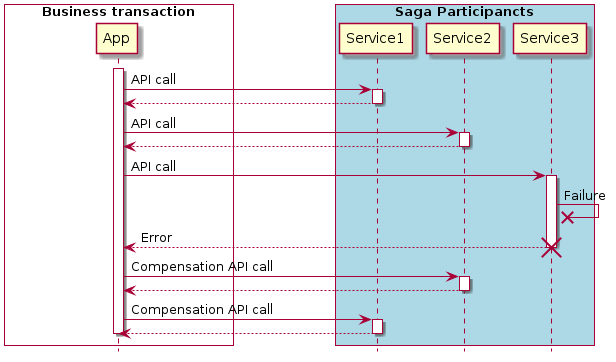 Business transaction
Saga Participancts
App
Service1
Service2
Service3
API call
API call
API call
Failure
Error
Compensation API call
Compensation API call